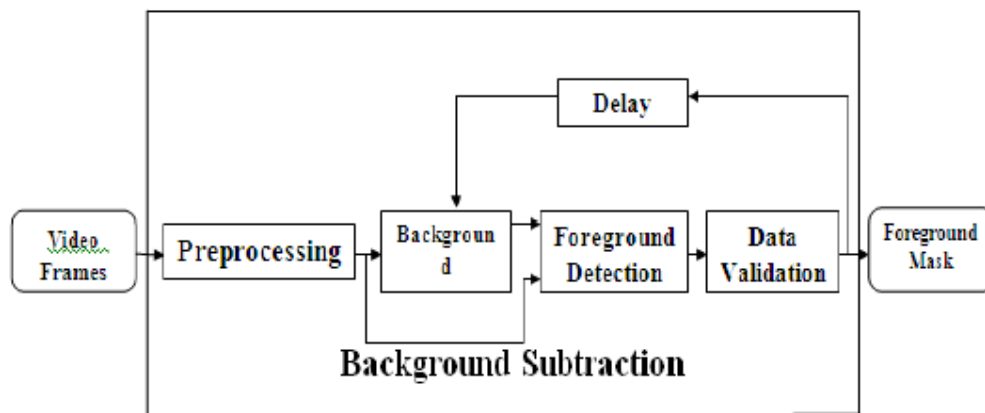 Delay
Video
Frames
Preprocessing
Backgroun
d
Foreground
Detection
Data
Validation
Foreground
Mask
Background Subtraction